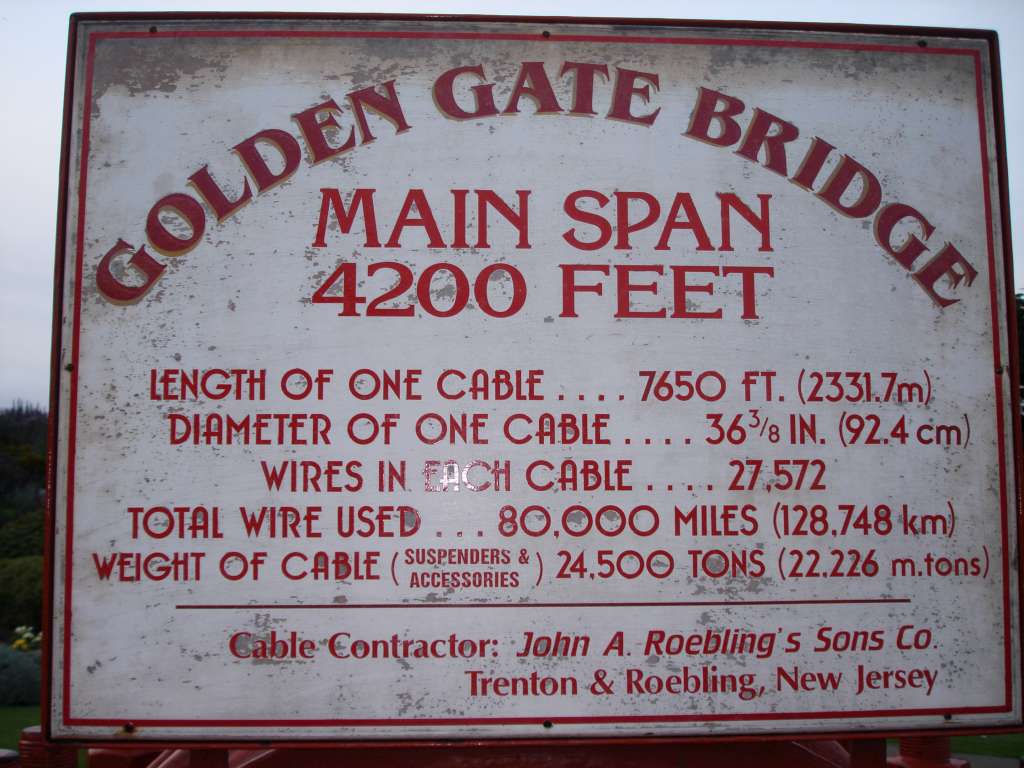 GOLDEN GATE BRIDGE
MAIN SPAN
4200 FEET
LENGTH OF ONE CABLE .... 7650 FT. (2331.7m)
DIAMETER OF ONE CABLE .... 36 3/8 IN. (92.4 cm)
WIRES IN EACH CABLE .... 27,572
TOTAL WIRE USED ... 80,000 MILES (128,748 km)
WEIGHT OF CABLE (SUSPENDERS & ACCESSORIES) 24,500 TONS (22,226 m.tons)
Cable Contractor: John A. Roebling's Sons Co.
Trenton & Roebling, New Jersey